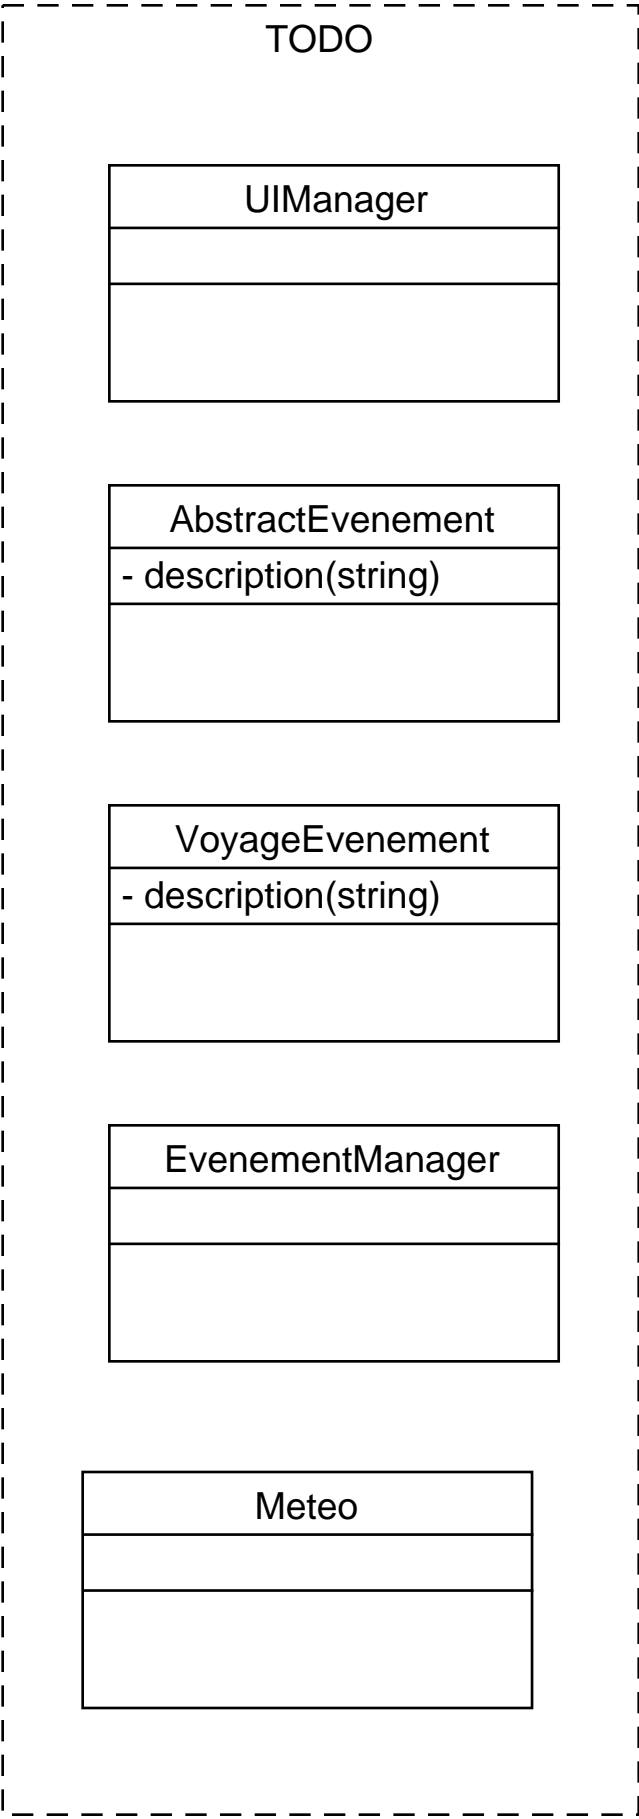 TODO
UIManager
AbstractEvenement
- description(string)
VoyageEvenement
- description(string)
EvenementManager
Meteo